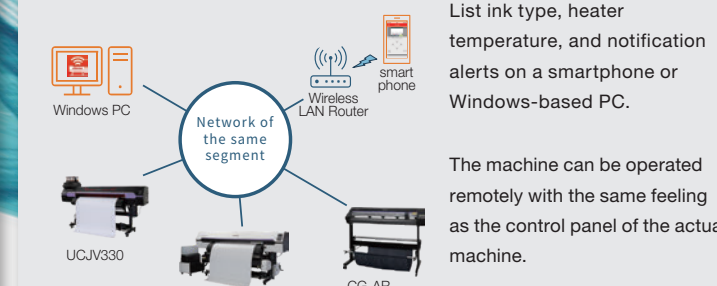 List ink type, heater
temperature, and notification
alerts on a smartphone or
Windows-based PC.
The machine can be operated
remotely with the same feeling
as the control panel of the actua
machine.
Windows PC
Wireless
LAN Router
smart
phone
Network of
the same
segment
UCJV330